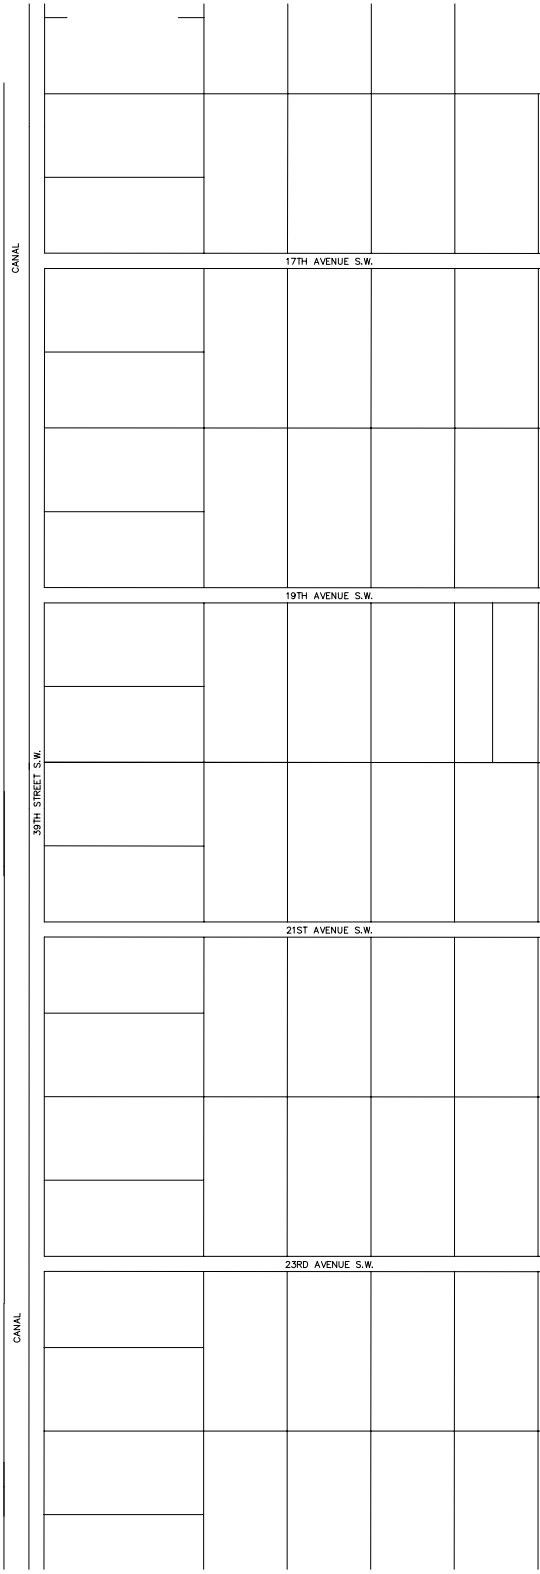 CANAL
17TH AVENUE S.W.
19TH AVENUE S.W.
39TH STREET S.W.
21ST AVENUE S.W.
23RD AVENUE S.W.
CANAL